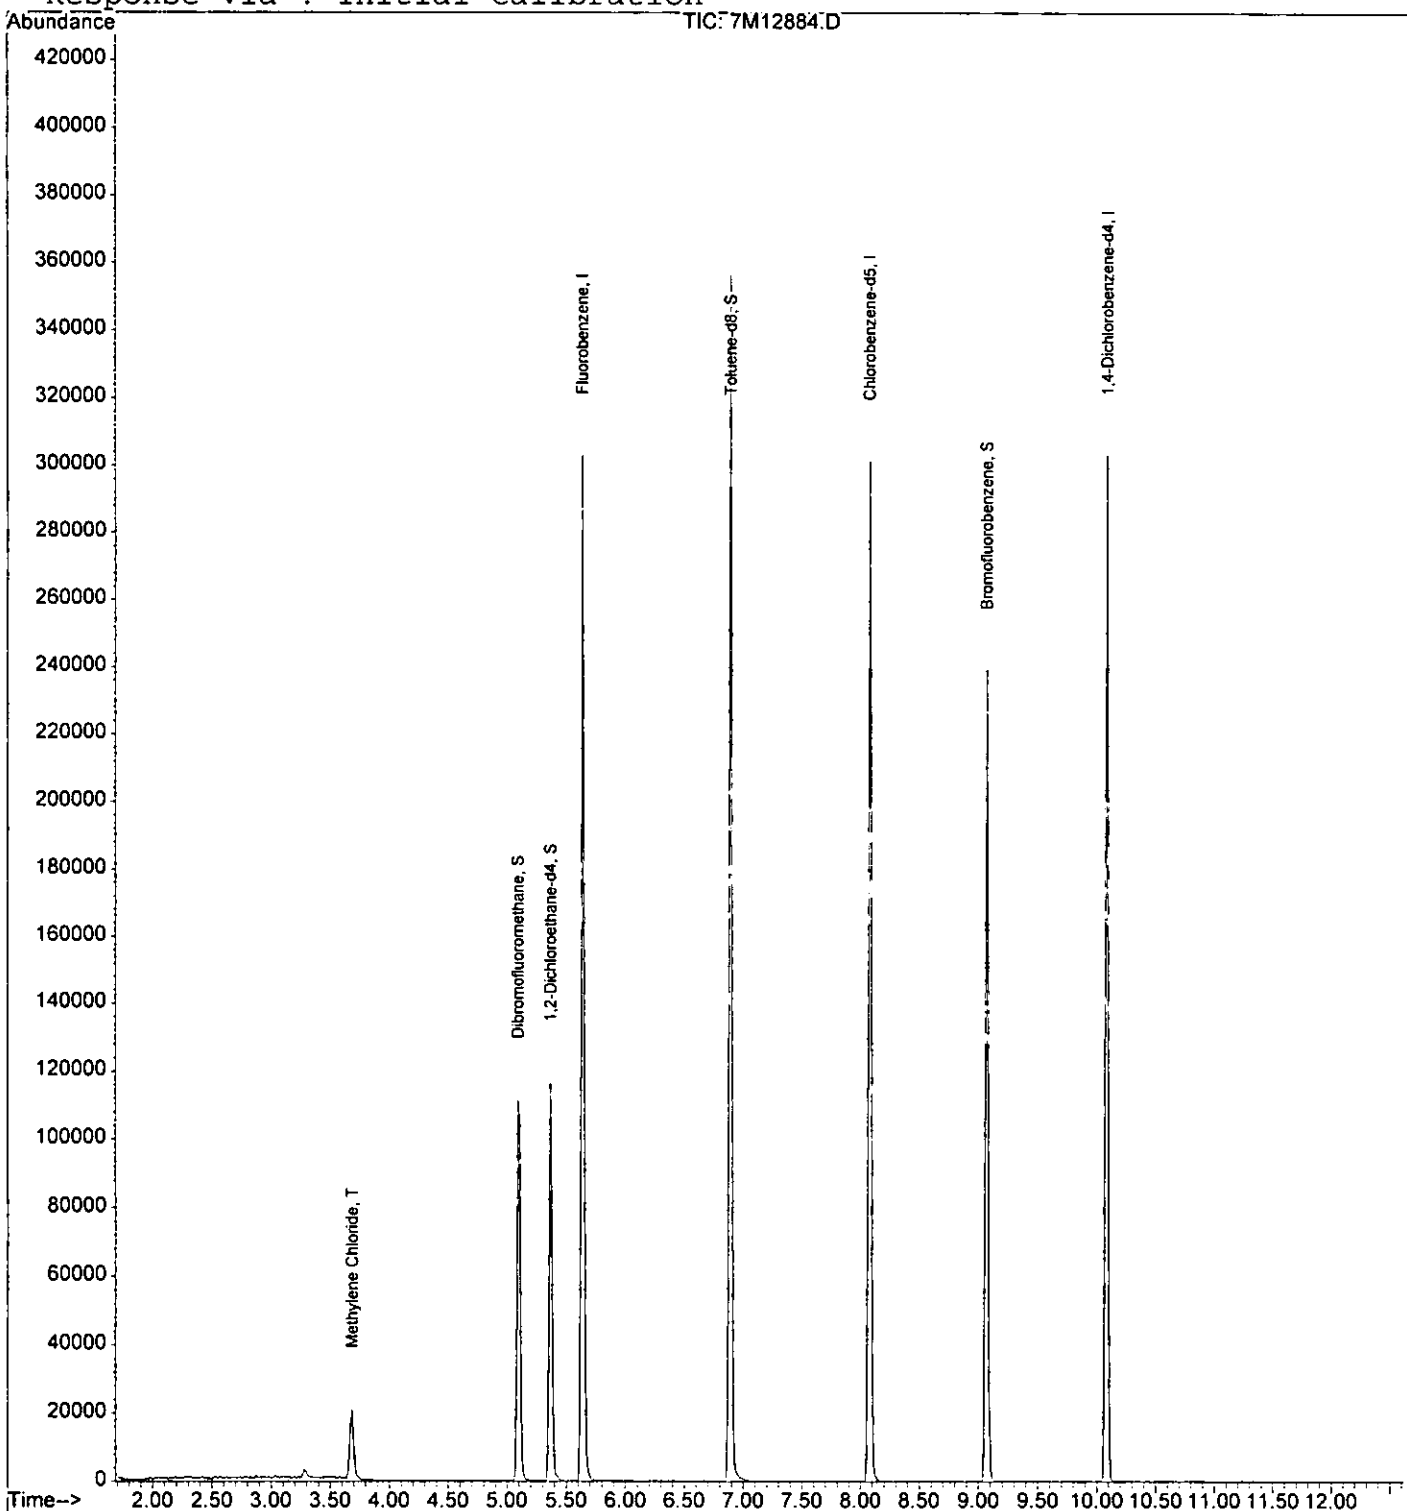 Response via : Initial Calibration
Abundance
TIC: 7M12884.D
420000
400000
380000
360000
340000
320000
300000
280000
260000
240000
220000
200000
180000
160000
140000
120000
100000
80000
60000
40000
20000
0
Methylene Chloride, T
Dibromofluoromethane, S
1,2-Dichloroethane-d4, S
Fluorobenzene, I
Toluene-d8, S
Chlorobenzene-d5, I
Bromofluorobenzene, S
1,4-Dichlorobenzene-d4, I
Time--> 2.00 2.50 3.00 3.50 4.00 4.50 5.00 5.50 6.00 6.50 7.00 7.50 8.00 8.50 9.00 9.50 10.00 10.50 11.00 11.50 12.00